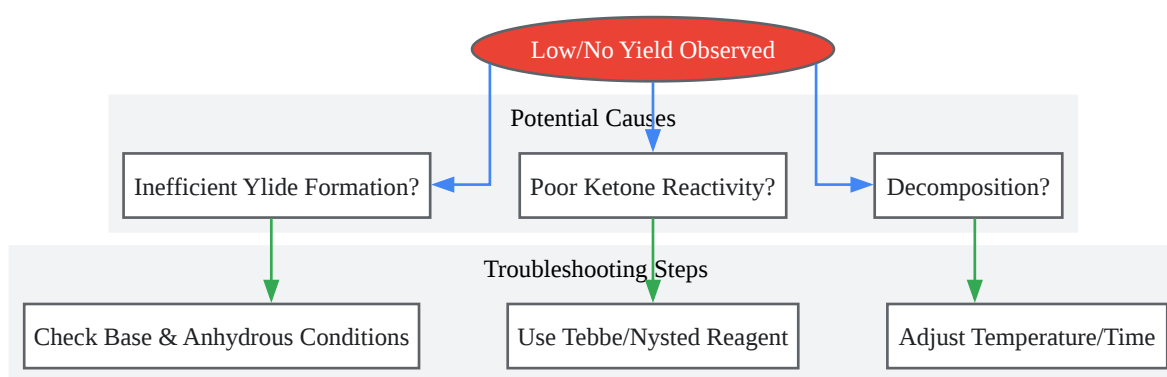 Low/No Yield Observed
Potential Causes
Inefficient Ylide Formation?
Poor Ketone Reactivity?
Decomposition?
Troubleshooting Steps
Check Base & Anhydrous Conditions
Use Tebbe/Nysted Reagent
Adjust Temperature/Time